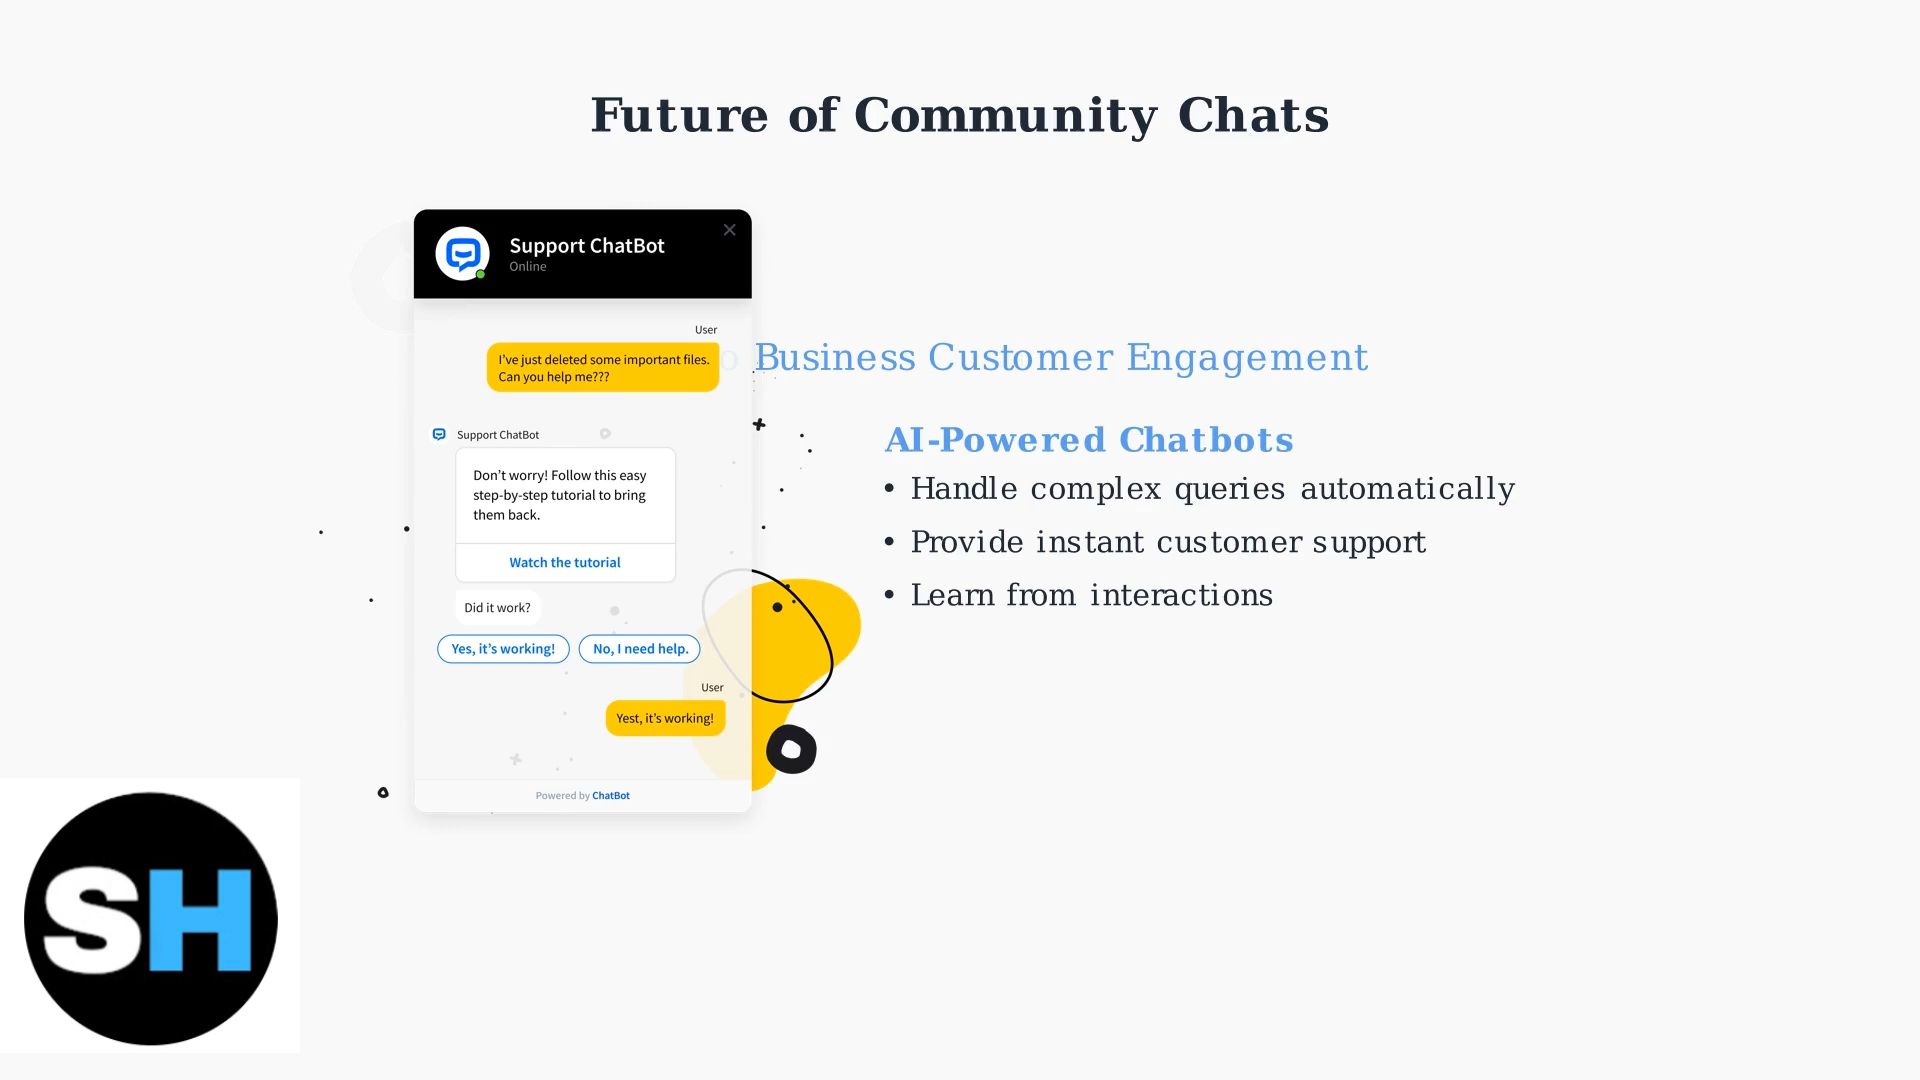 Future of Community Chats
Support ChatBot
Online
User
I've just deleted some important files.
Can you help me???
Support ChatBot
Don't worry! Follow this easy
step-by-step tutorial to bring
them back.
Watch the tutorial
Did it work?
Yes, it's working!
No, I need help.
User
Yest, it's working!
Powered by ChatBot
Business Customer Engagement
AI-Powered Chatbots
• Handle complex queries automatically
• Provide instant customer support
• Learn from interactions
SH